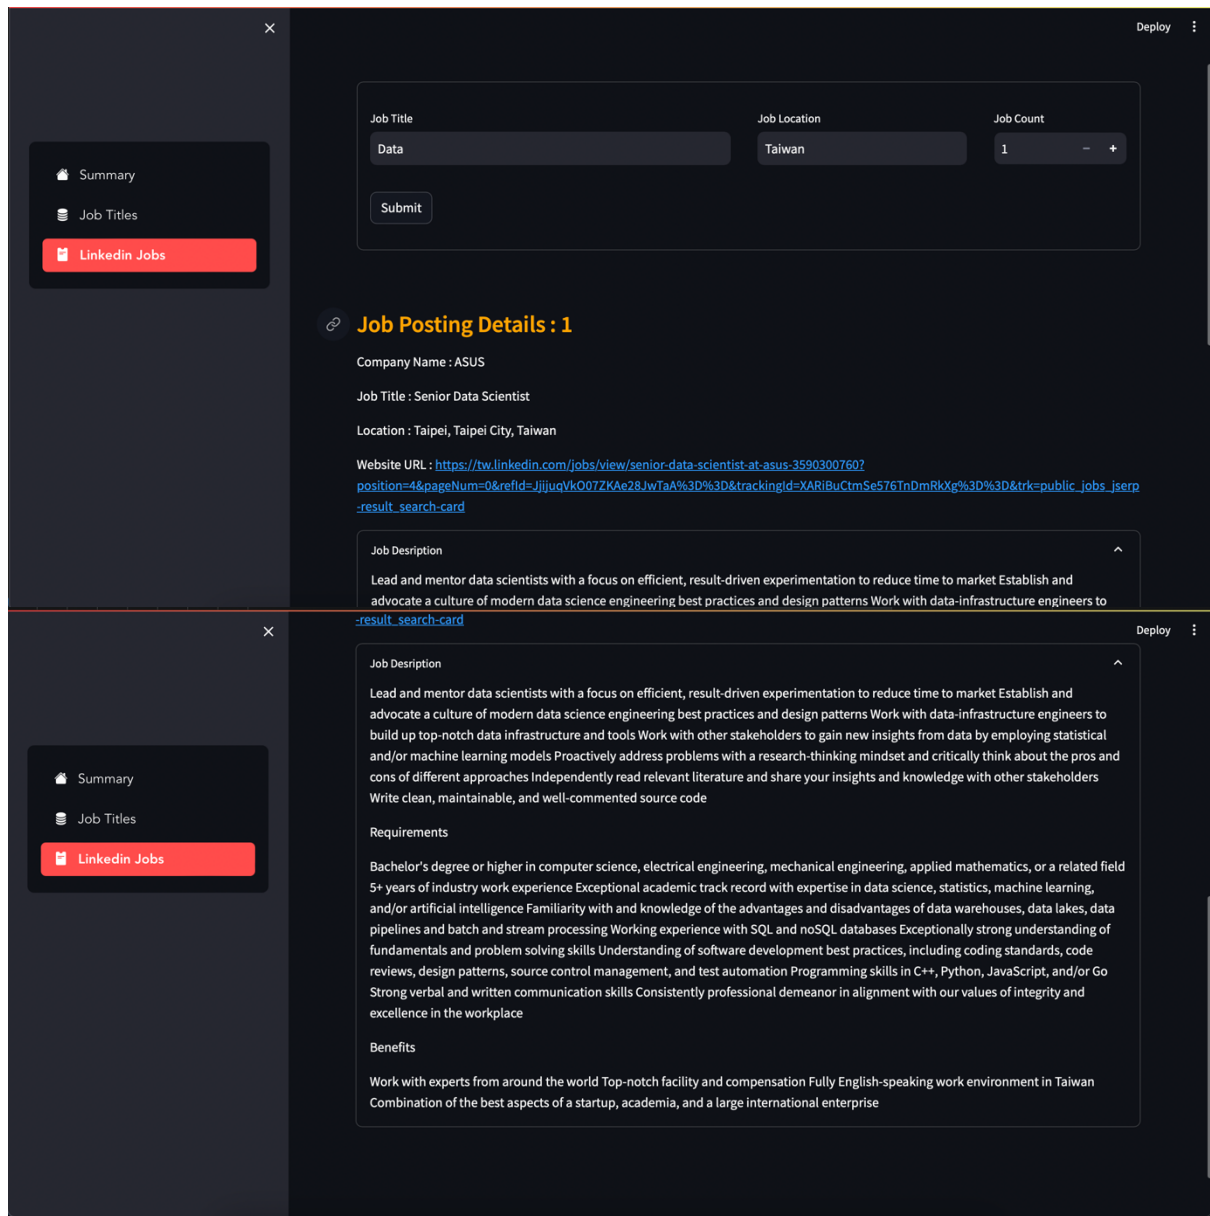 Deploy
Summary
Job Titles
Linkedin Jobs
Job Title
Job Location
Job Count
Data
Taiwan
1
Submit
Job Posting Details : 1
Company Name : ASUS
Job Title : Senior Data Scientist
Location : Taipei, Taipei City, Taiwan
Website URL : https://tw.linkedin.com/jobs/view/senior-data-scientist-at-asus-3590300760?
position=4&pageNum=0&refId=JjijuqVkO07ZKAe28JwTaA%3D%3D&trackingId=XARiBuCtmSe576TnDmRkXg%3D%3D&trk=public_jobs_jserp
-result_search-card
Job Desription
Lead and mentor data scientists with a focus on efficient, result-driven experimentation to reduce time to market Establish and
advocate a culture of modern data science engineering best practices and design patterns Work with data-infrastructure engineers to
-result_search-card
Deploy
Summary
Job Titles
Linkedin Jobs
Job Desription
Lead and mentor data scientists with a focus on efficient, result-driven experimentation to reduce time to market Establish and
advocate a culture of modern data science engineering best practices and design patterns Work with data-infrastructure engineers to
build up top-notch data infrastructure and tools Work with other stakeholders to gain new insights from data by employing statistical
and/or machine learning models Proactively address problems with a research-thinking mindset and critically think about the pros and
cons of different approaches Independently read relevant literature and share your insights and knowledge with other stakeholders
Write clean, maintainable, and well-commented source code
Requirements
Bachelor's degree or higher in computer science, electrical engineering, mechanical engineering, applied mathematics, or a related field
5+ years of industry work experience Exceptional academic track record with expertise in data science, statistics, machine learning,
and/or artificial intelligence Familiarity with and knowledge of the advantages and disadvantages of data warehouses, data lakes, data
pipelines and batch and stream processing Working experience with SQL and noSQL databases Exceptionally strong understanding of
fundamentals and problem solving skills Understanding of software development best practices, including coding standards, code
reviews, design patterns, source control management, and test automation Programming skills in C++, Python, JavaScript, and/or Go
Strong verbal and written communication skills Consistently professional demeanor in alignment with our values of integrity and
excellence in the workplace
Benefits
Work with experts from around the world Top-notch facility and compensation Fully English-speaking work environment in Taiwan
Combination of the best aspects of a startup, academia, and a large international enterprise